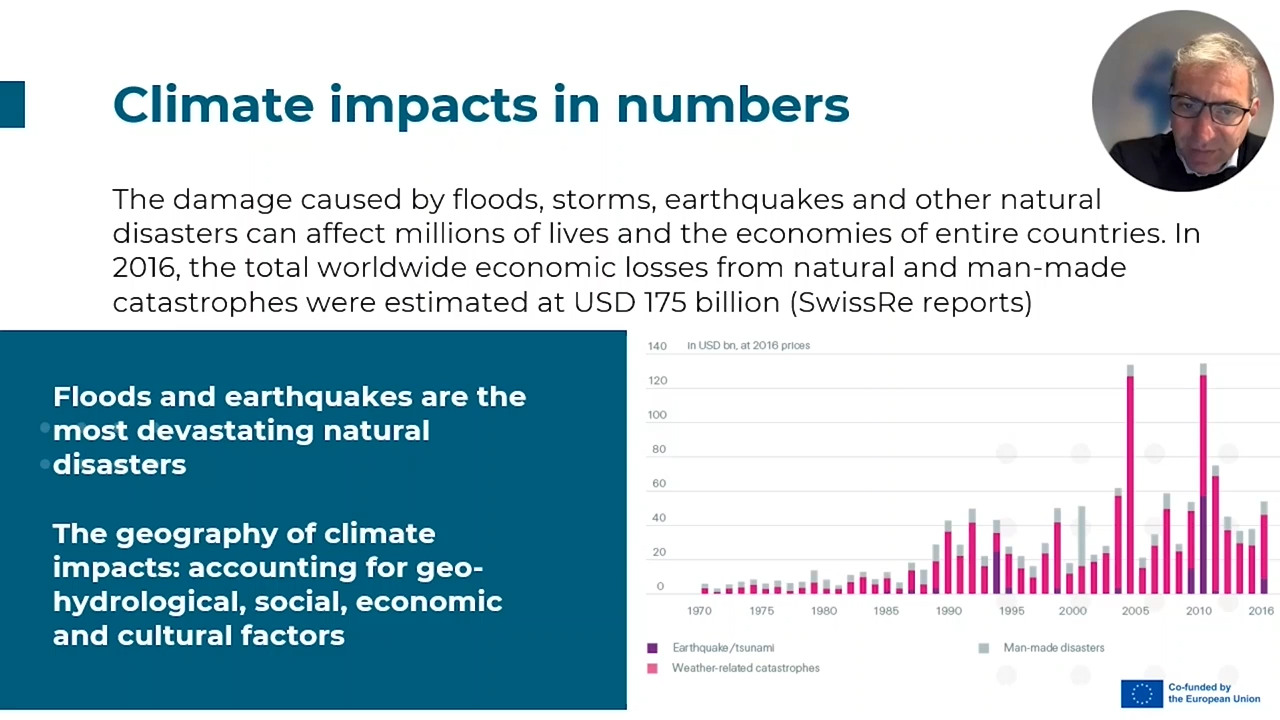 Climate impacts in numbers
The damage caused by floods, storms, earthquakes and other natural
disasters can affect millions of lives and the economies of entire countries. In
2016, the total worldwide economic losses from natural and man-made
catastrophes were estimated at USD 175 billion (SwissRe reports)
Floods and earthquakes are the
most devastating natural
disasters
The geography of climate
impacts: accounting for geo-
hydrological, social, economic
and cultural factors
in USD bn, at 2016 prices
140
120
100
80
60
40
20
0
1970 1975 1980 1985 1990 1995 2000 2005 2010 2016
Earthquake/tsunami
Man-made disasters
Weather-related catastrophes
Co-funded by
the European Union